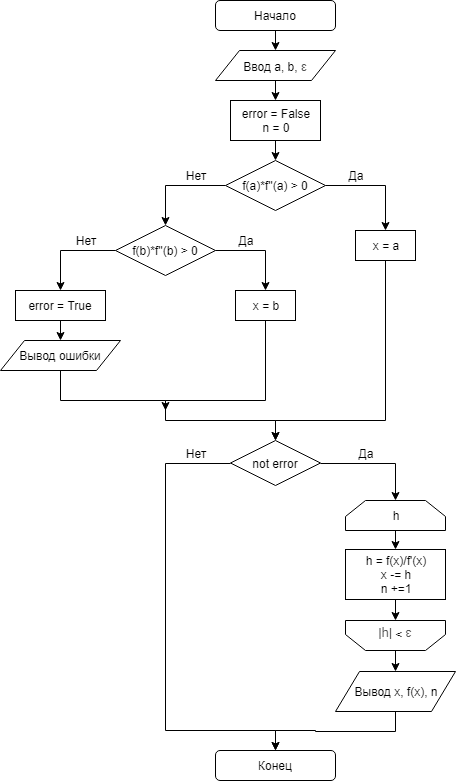 Начало
Ввод a, b, ε
error = False
n = 0
f(a)*f''(a) > 0
Нет
Да
f(b)*f''(b) > 0
x = a
Нет
Да
error = True
x = b
Вывод ошибки
not error
Нет
Да
h
h = f(x)/f'(x)
x -= h
n +=1
|h| < ε
Вывод x, f(x), n
Конец